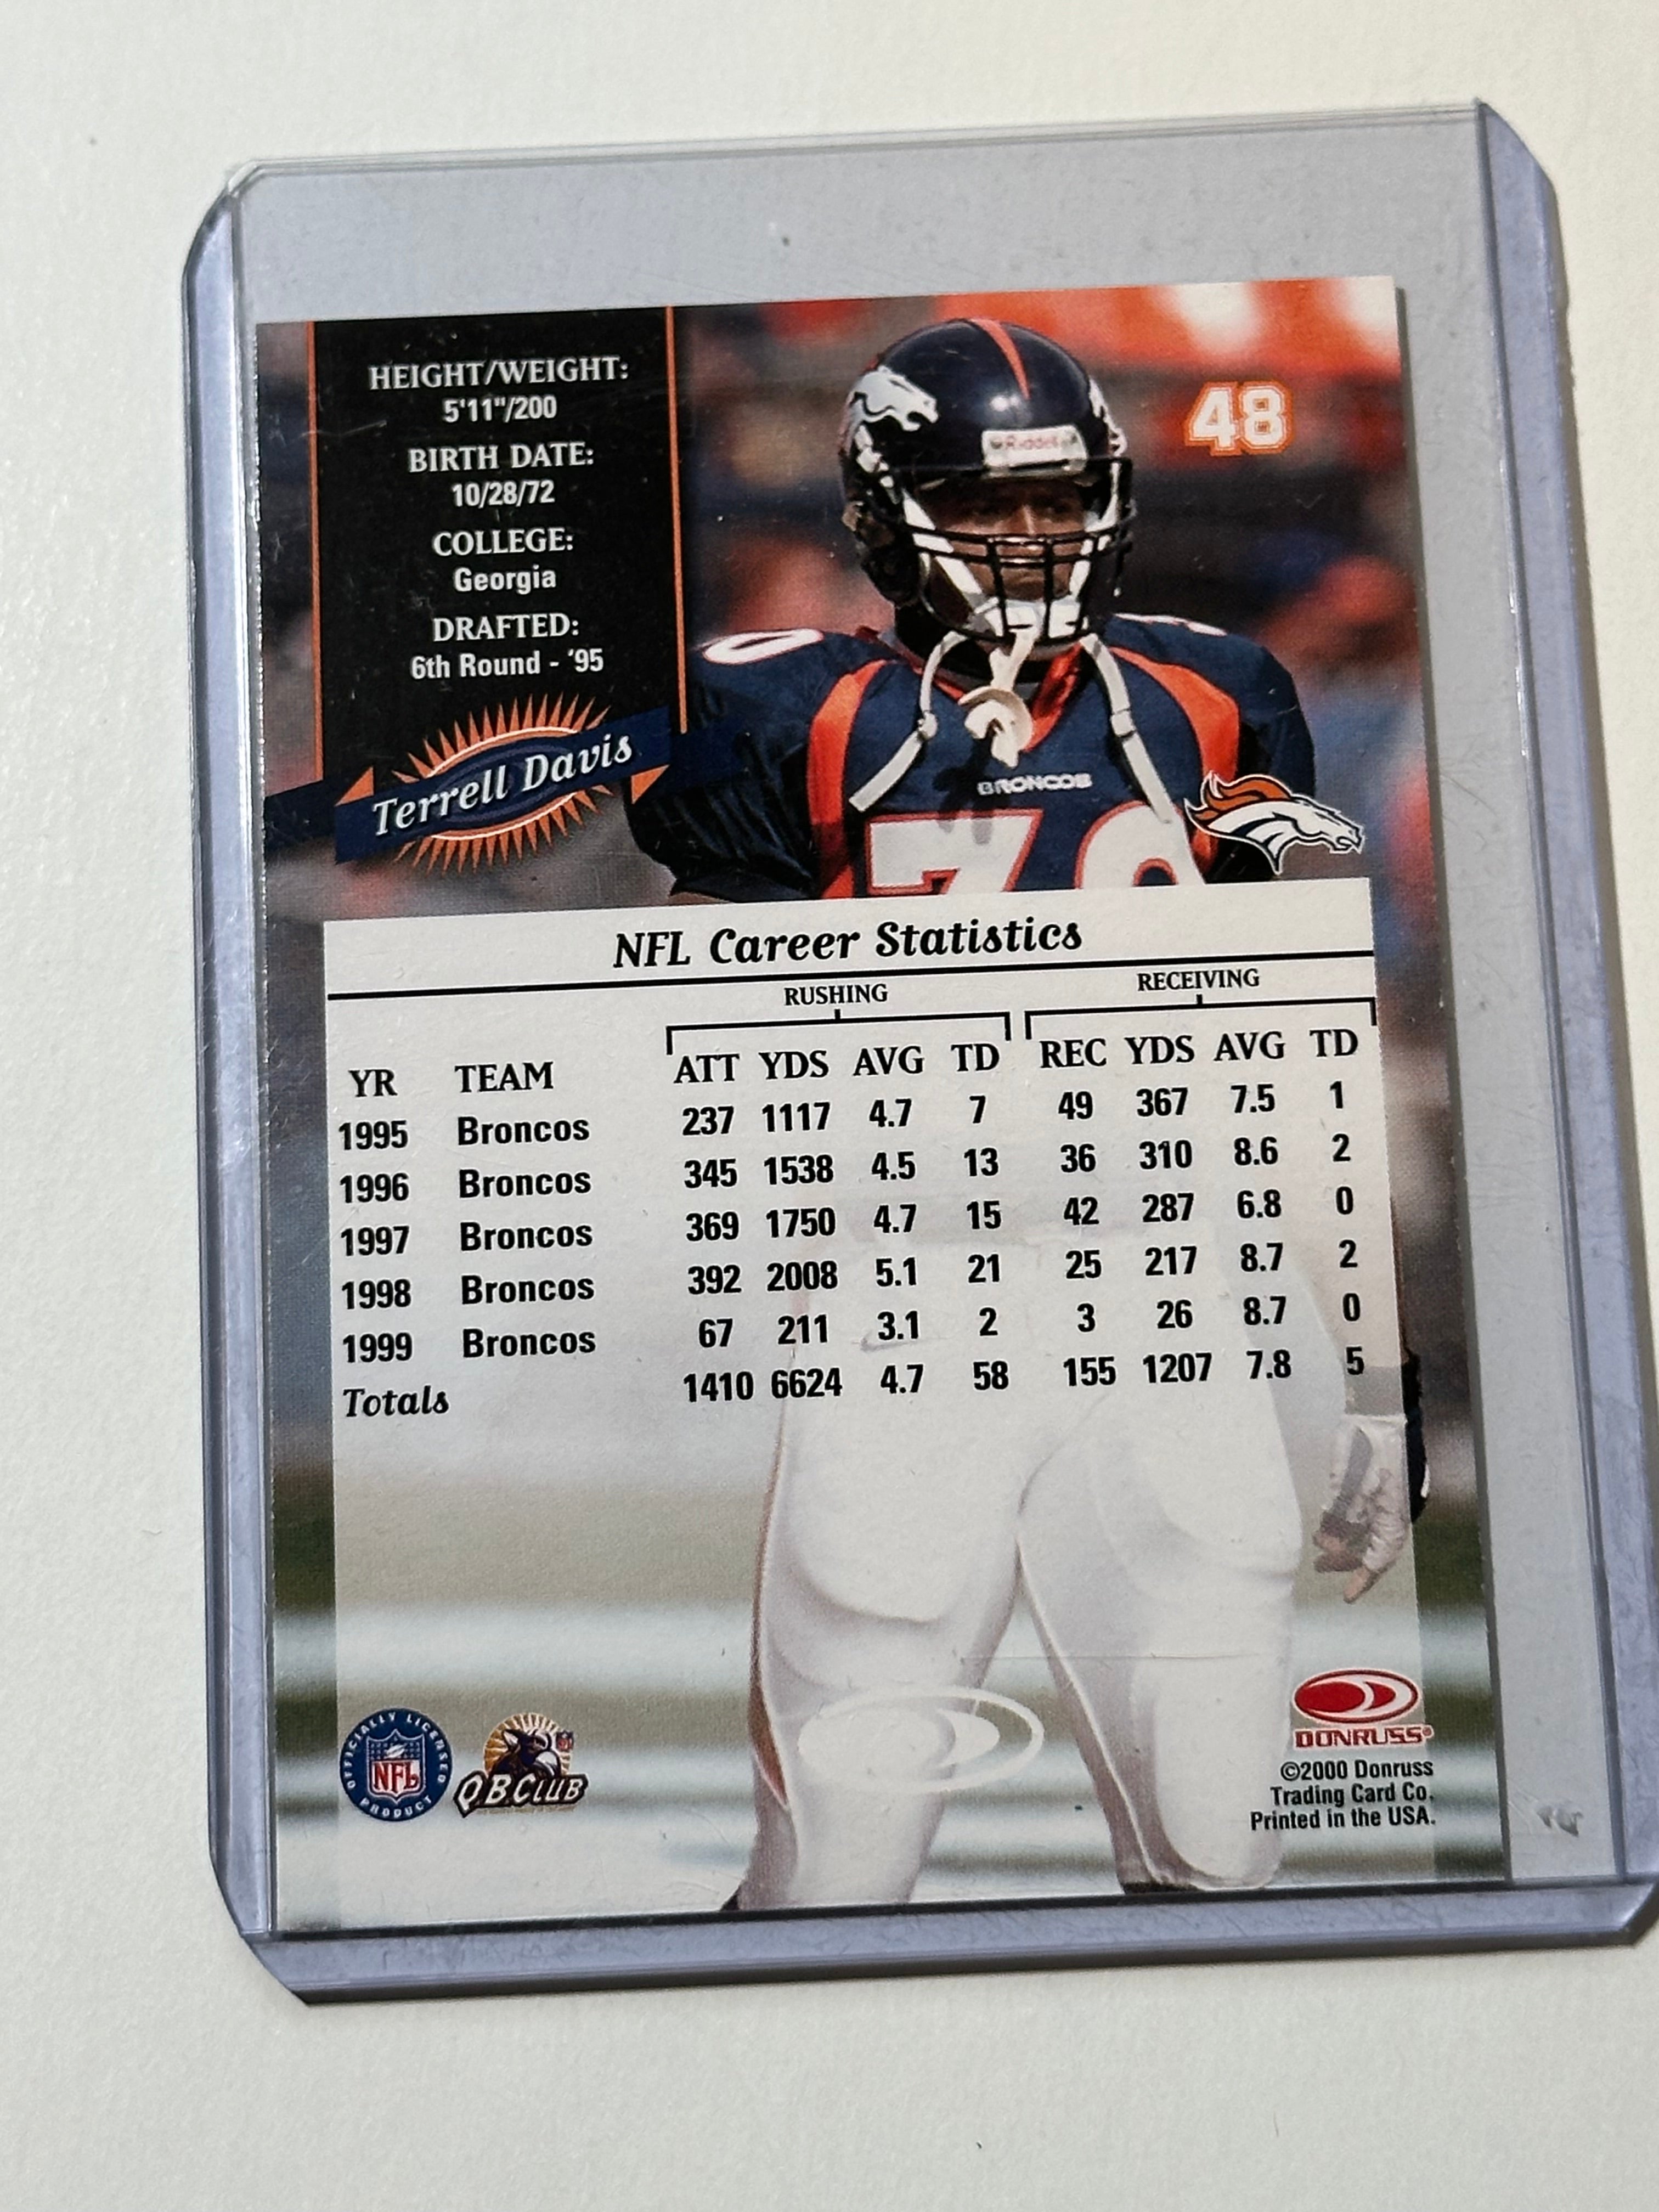 HEIGHT/WEIGHT:
5'11"/200
BIRTH DATE:
10/28/72
COLLEGE:
Georgia
DRAFTED:
6th Round - '95
Terrell Davis
48
Riddell
BRONCOS
NFL Career Statistics
RUSHING RECEIVING
YR TEAM ATT YDS AVG TD REC YDS AVG TD
1995 Broncos 237 1117 4.7 7 49 367 7.5 1
1996 Broncos 345 1538 4.5 13 36 310 8.6 2
1997 Broncos 369 1750 4.7 15 42 287 6.8 0
1998 Broncos 392 2008 5.1 21 25 217 8.7 2
1999 Broncos 67 211 3.1 2 3 26 8.7 0
Totals 1410 6624 4.7 58 155 1207 7.8 5
OFFICIALLY LICENSED
NFL
PRODUCT
QB CLUB
DONRUSS®
©2000 Donruss
Trading Card Co.
Printed in the USA.